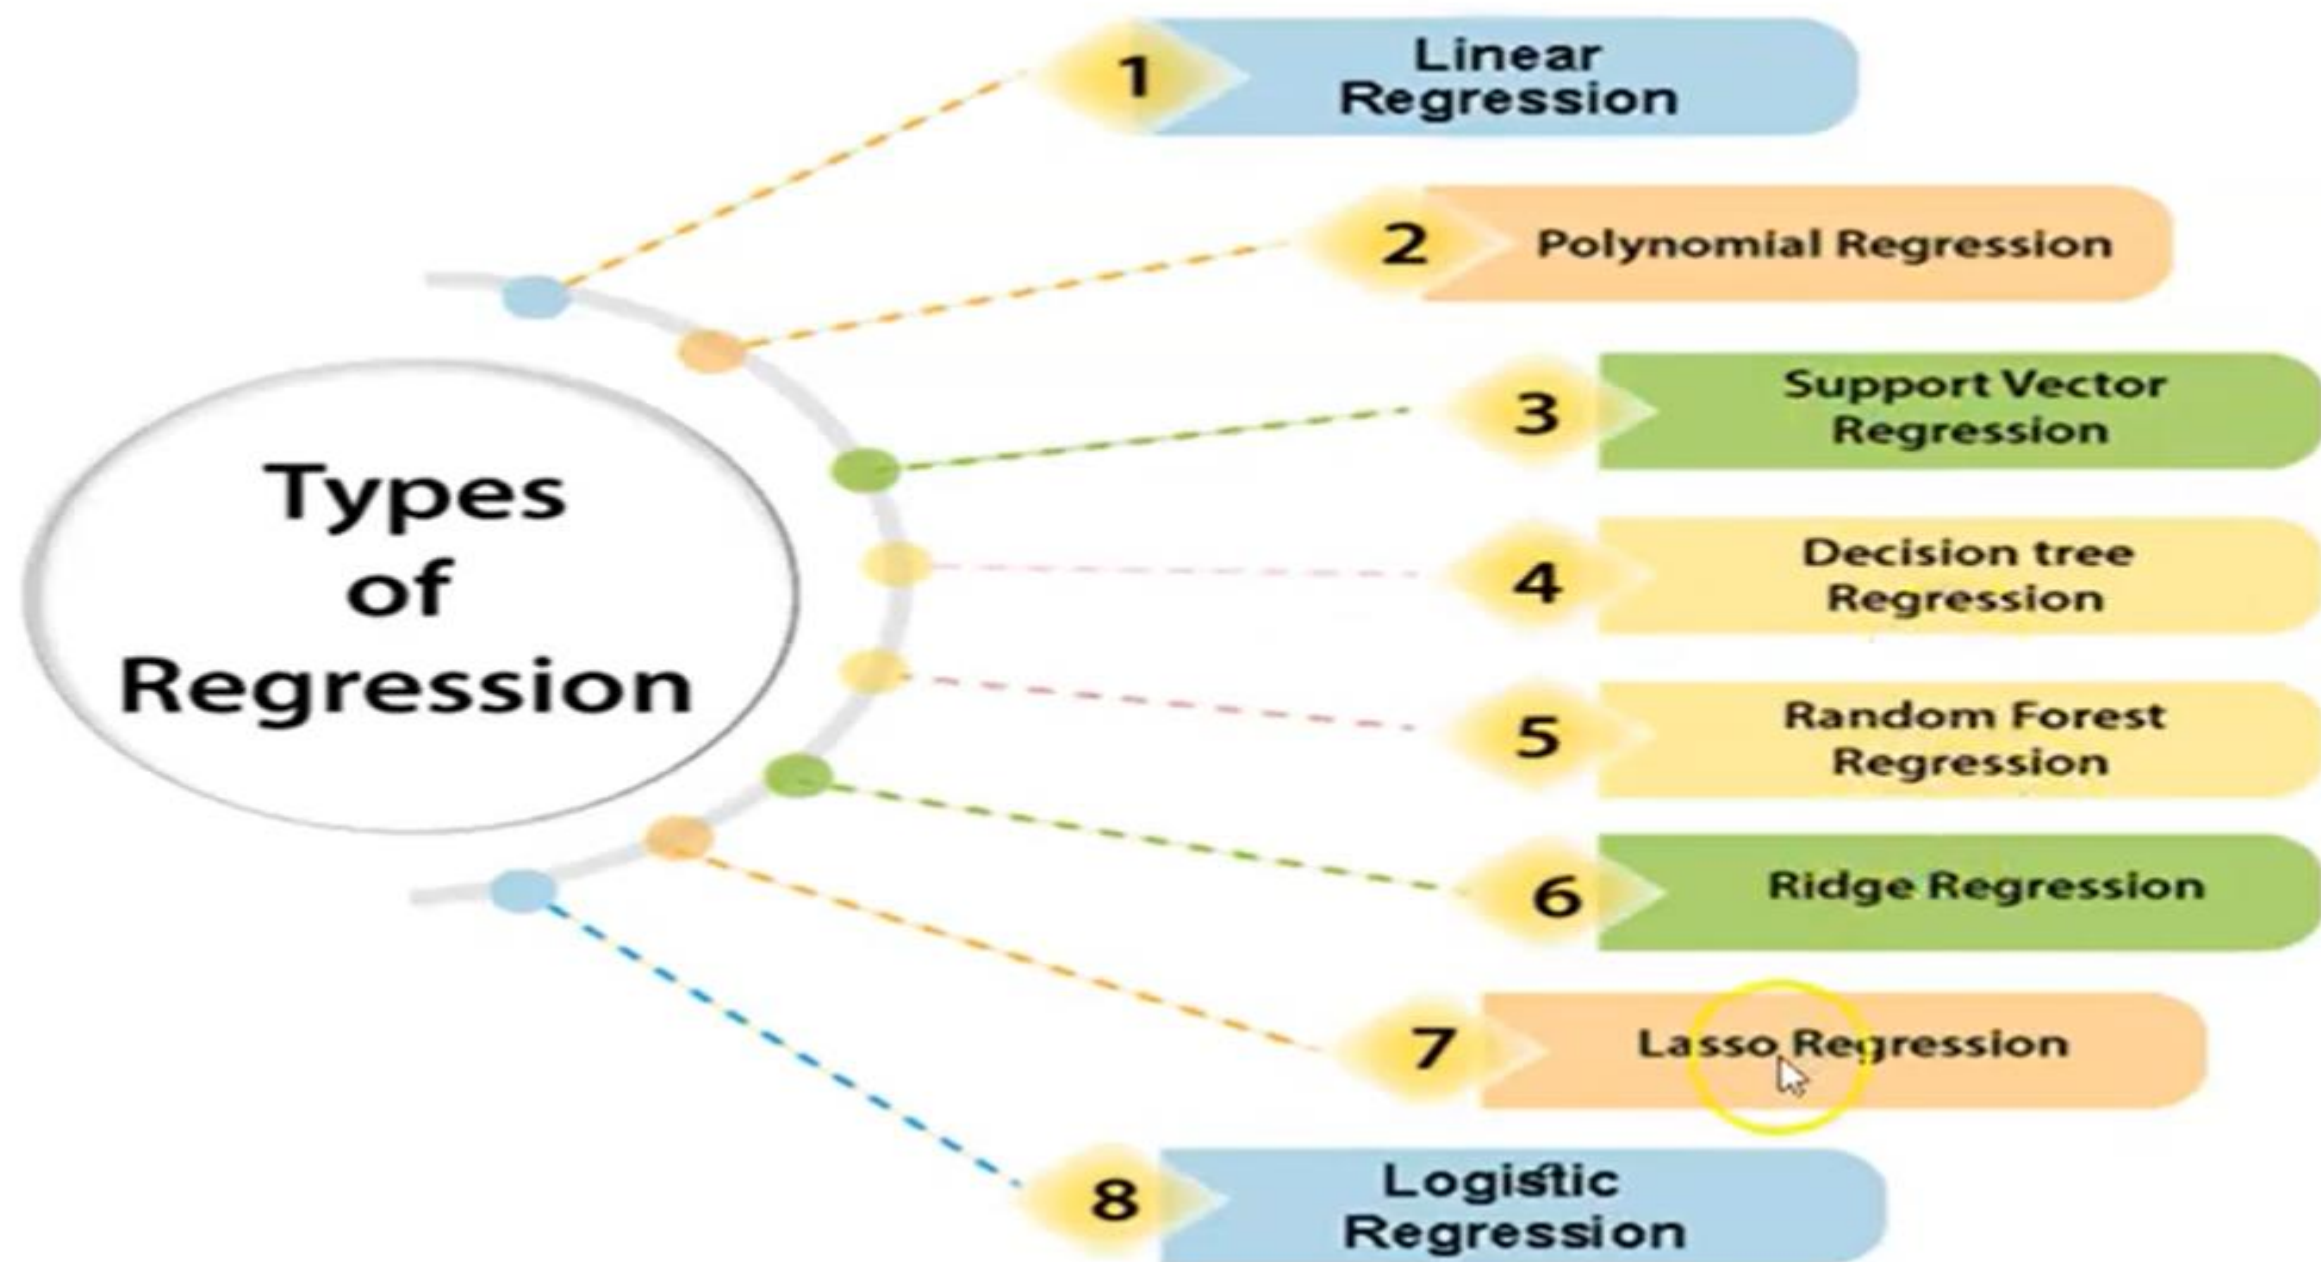 Types
of
Regression
1
Linear
Regression
2
Polynomial Regression
3
Support Vector
Regression
4
Decision tree
Regression
5
Random Forest
Regression
6
Ridge Regression
7
Lasso Regression
8
Logistic
Regression